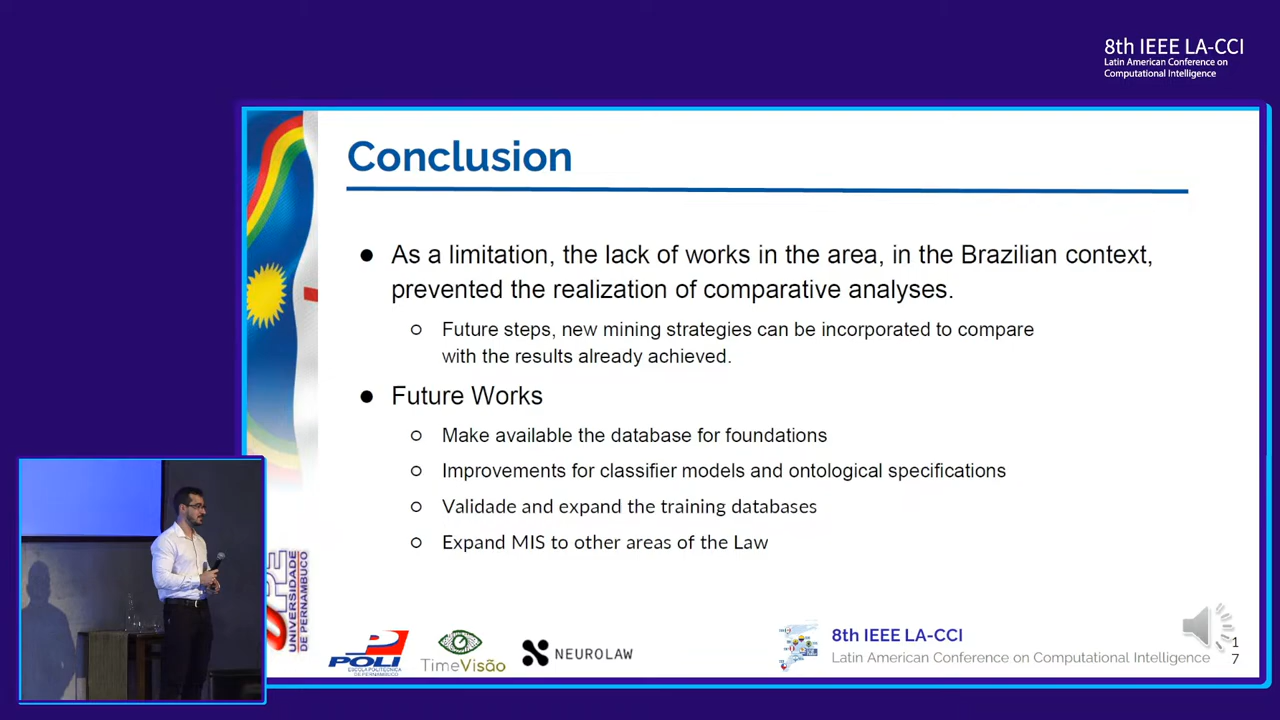 8th IEEE LA-CCI
Latin American Conference on
Computational Intelligence
Conclusion
● As a limitation, the lack of works in the area, in the Brazilian context,
prevented the realization of comparative analyses.
○ Future steps, new mining strategies can be incorporated to compare
with the results already achieved.
● Future Works
○ Make available the database for foundations
○ Improvements for classifier models and ontological specifications
○ Validade and expand the training databases
○ Expand MIS to other areas of the Law
UPE
UNIVERSIDADE
DE PERNAMBUCO
POLI
ESCOLA POLITÉCNICA
DE PERNAMBUCO
TimeVisão
NEUROLAW
8th IEEE LA-CCI
Latin American Conference on Computational Intelligence
1
7